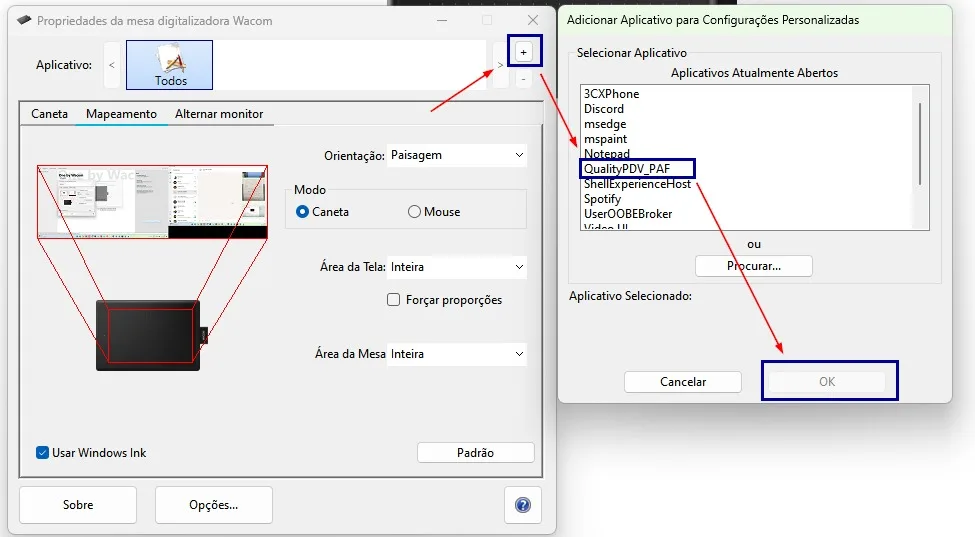 Propriedades da mesa digitalizadora Wacom
Aplicativo:
<
Todos
>
+
-
Caneta
Mapeamento
Alternar monitor
Orientação: Paisagem
Modo
Caneta
Mouse
Área da Tela: Inteira
Forçar proporções
Área da Mesa Inteira
Usar Windows Ink
Padrão
Sobre
Opções...
?
Adicionar Aplicativo para Configurações Personalizadas
Selecionar Aplicativo
Aplicativos Atualmente Abertos
3CXPhone
Discord
msedge
mspaint
Notepad
QualityPDV_PAF
ShellExperienceHost
Spotify
UserOOBEBroker
Video.UI
ou
Procurar...
Aplicativo Selecionado:
Cancelar
OK